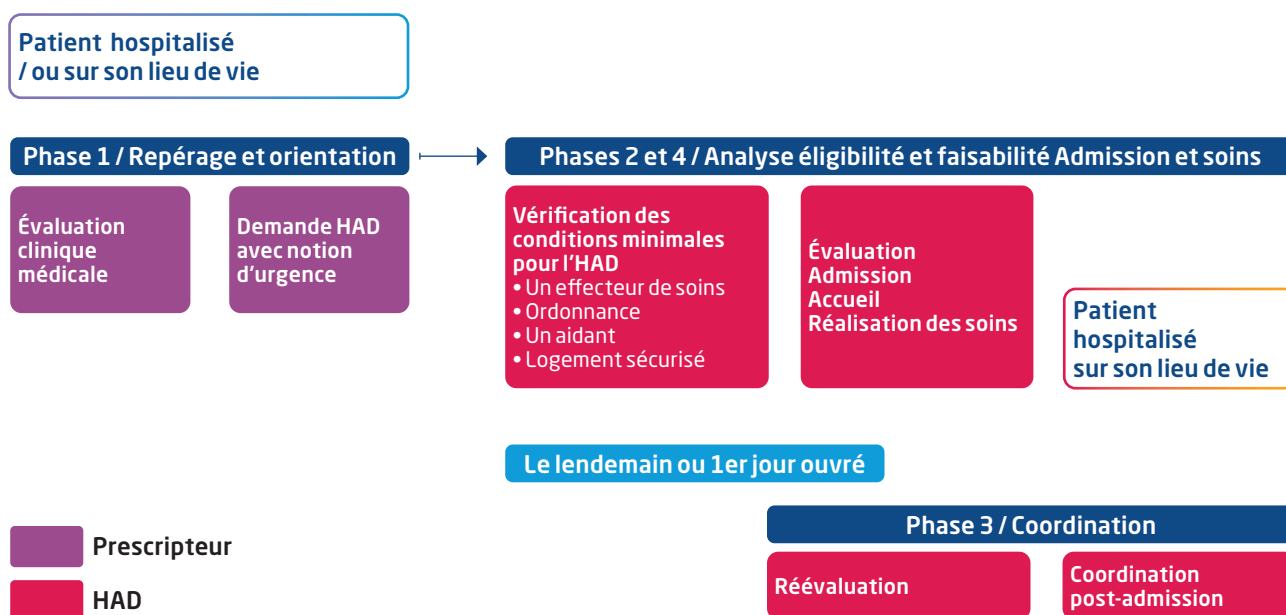 Patient hospitalisé
/ ou sur son lieu de vie
Phase 1 / Repérage et orientation
Évaluation
clinique
médicale
Demande HAD
avec notion
d'urgence
Phases 2 et 4 / Analyse éligibilité et faisabilité Admission et soins
Vérification des
conditions minimales
pour l'HAD
• Un effecteur de soins
• Ordonnance
• Un aidant
• Logement sécurisé
Évaluation
Admission
Accueil
Réalisation des soins
Patient
hospitalisé
sur son lieu de vie
Le lendemain ou 1er jour ouvré
Phase 3 / Coordination
Réévaluation
Coordination
post-admission
Prescripteur
HAD